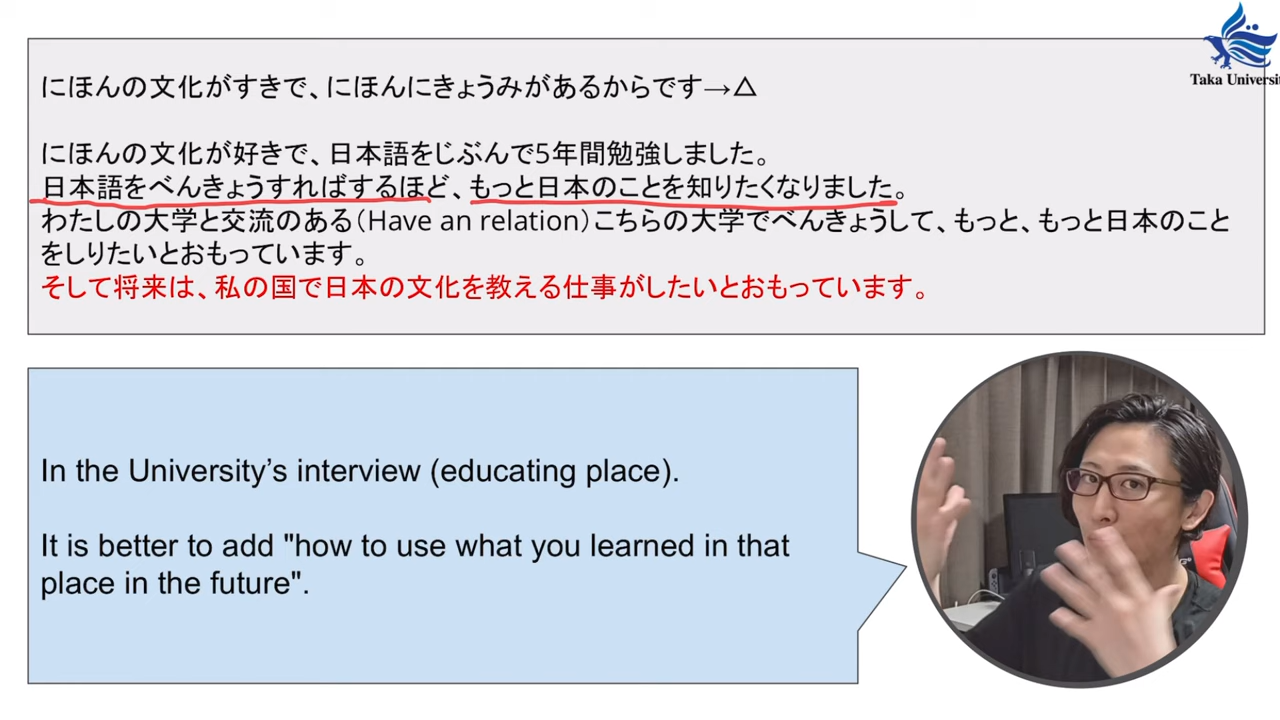 Taka Universit
にほんの文化がすきで、にほんにきょうみがあるからです→△
にほんの文化が好きで、日本語をじぶんで5年間勉強しました。
日本語をべんきょうすればするほど、もっと日本のことを知りたくなりました。
わたしの大学と交流のある（Have an relation）こちらの大学でべんきょうして、もっと、もっと日本のこと
をしりたいとおもっています。
そして将来は、私の国で日本の文化を教える仕事がしたいとおもっています。
In the University’s interview (educating place).
It is better to add "how to use what you learned in that
place in the future".